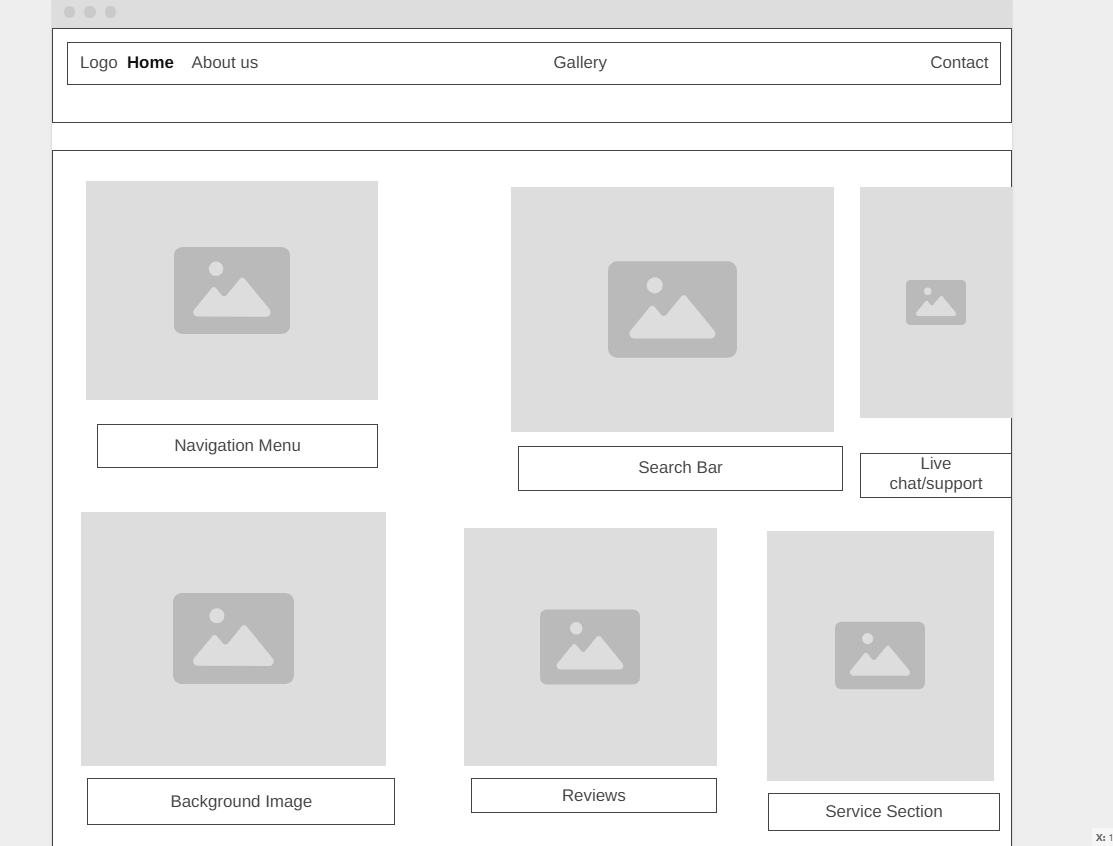 Logo Home About us Gallery Contact
Navigation Menu
Search Bar
Live
chat/support
Background Image
Reviews
Service Section
X: 1